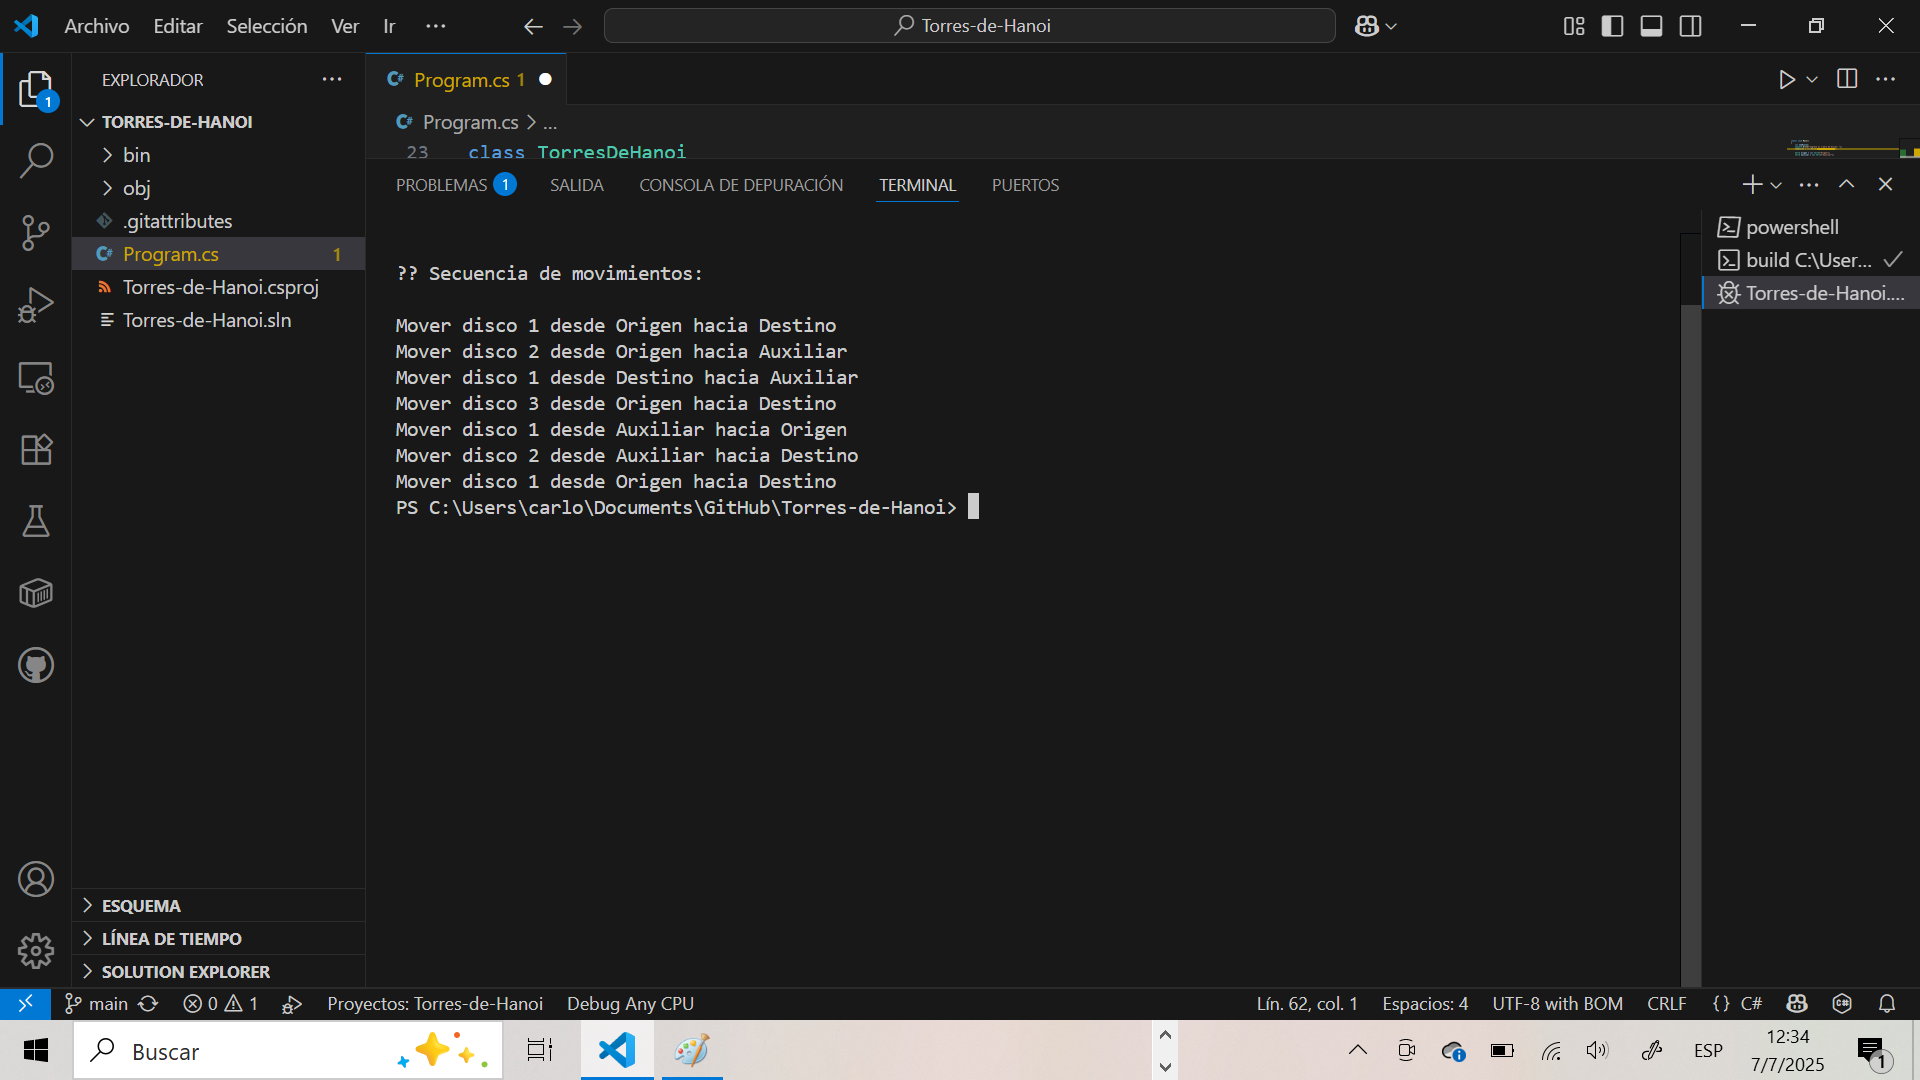 Archivo Editar Selección Ver Ir ··· Torres-de-Hanoi
EXPLORADOR ···
TORRES-DE-HANOI
bin
obj
.gitattributes
Program.cs 1
Torres-de-Hanoi.csproj
Torres-de-Hanoi.sln
ESQUEMA
LÍNEA DE TIEMPO
SOLUTION EXPLORER
Program.cs 1
Program.cs > ...
23 class TorresDeHanoi
PROBLEMAS 1 SALIDA CONSOLA DE DEPURACIÓN TERMINAL PUERTOS
?? Secuencia de movimientos:
Mover disco 1 desde Origen hacia Destino
Mover disco 2 desde Origen hacia Auxiliar
Mover disco 1 desde Destino hacia Auxiliar
Mover disco 3 desde Origen hacia Destino
Mover disco 1 desde Auxiliar hacia Origen
Mover disco 2 desde Auxiliar hacia Destino
Mover disco 1 desde Origen hacia Destino
PS C:\Users\carlo\Documents\GitHub\Torres-de-Hanoi>
powershell
build C:\User...
Torres-de-Hanoi....
1
main 0 1 Proyectos: Torres-de-Hanoi Debug Any CPU Lín. 62, col. 1 Espacios: 4 UTF-8 with BOM CRLF {} C#
Buscar
ESP
12:34
7/7/2025
1